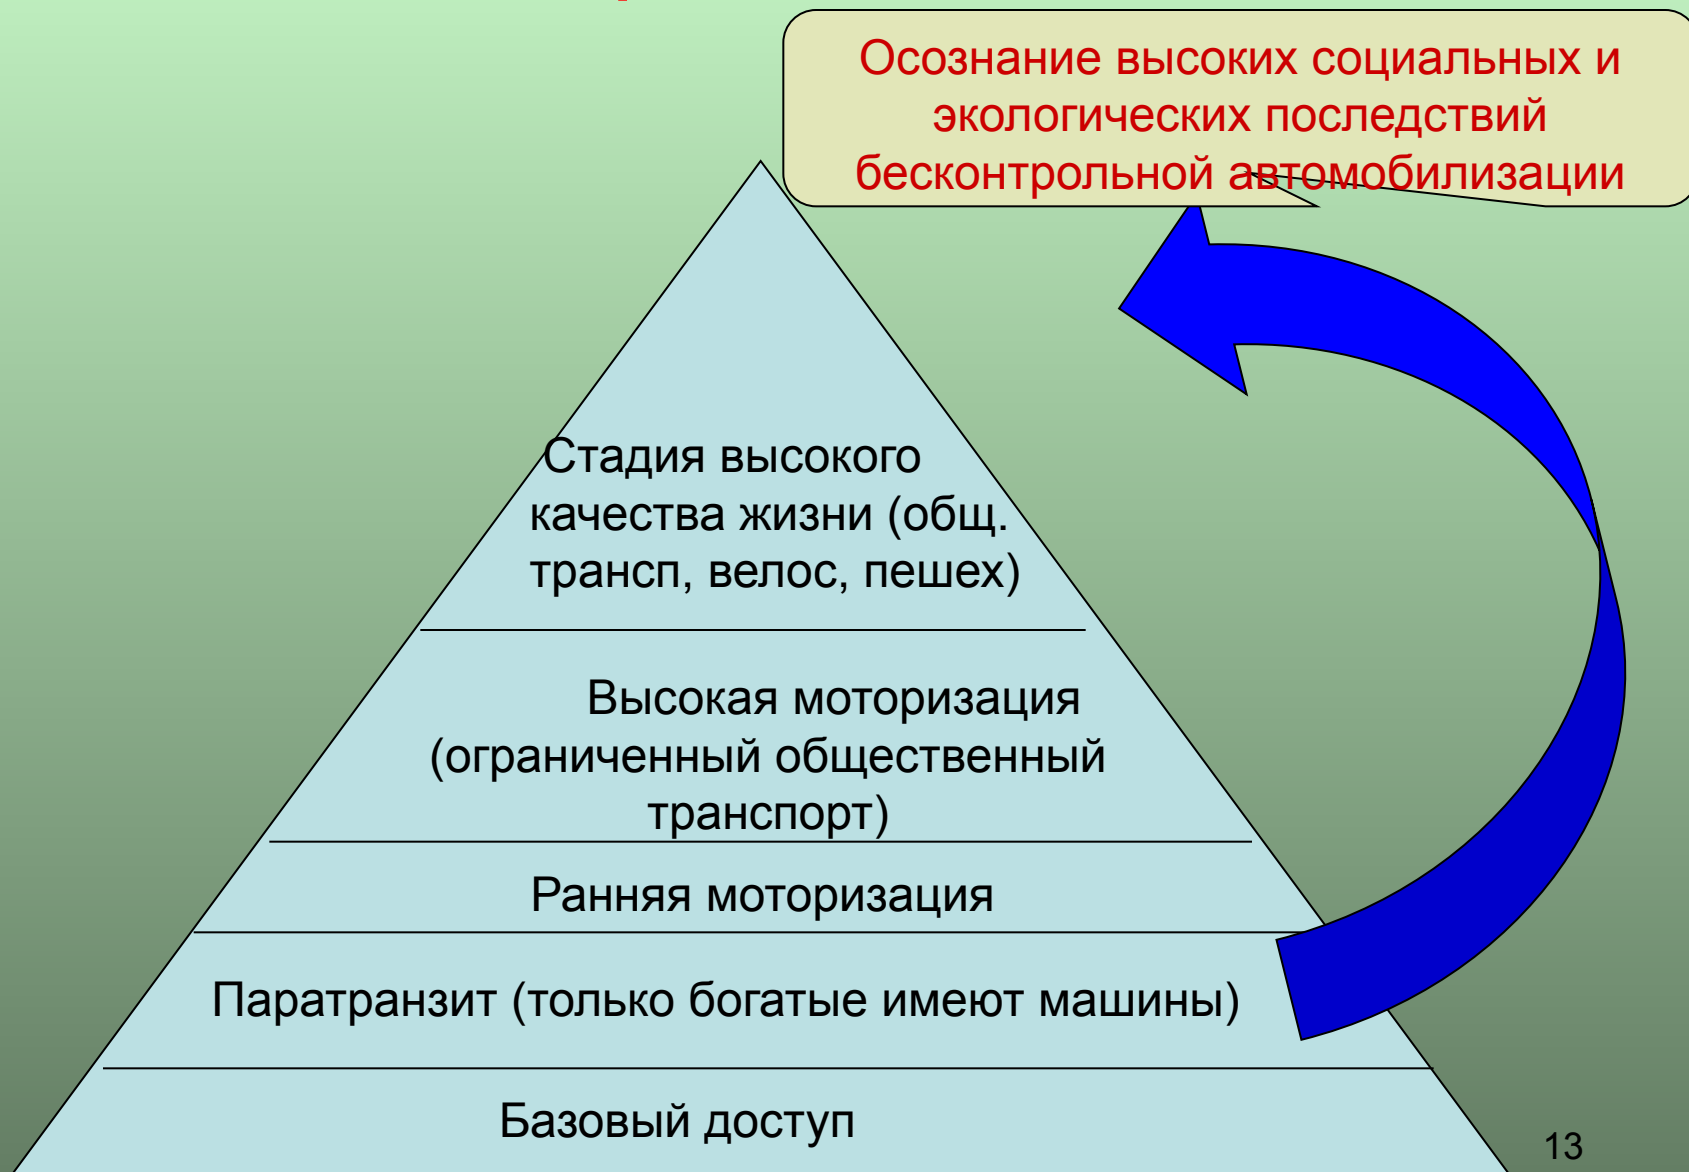 Осознание высоких социальных и
экологических последствий
бесконтрольной автомобилизации
Стадия высокого
качества жизни (общ.
трансп, велос, пешех)
Высокая моторизация
(ограниченный общественный
транспорт)
Ранняя моторизация
Паратранзит (только богатые имеют машины)
Базовый доступ
13